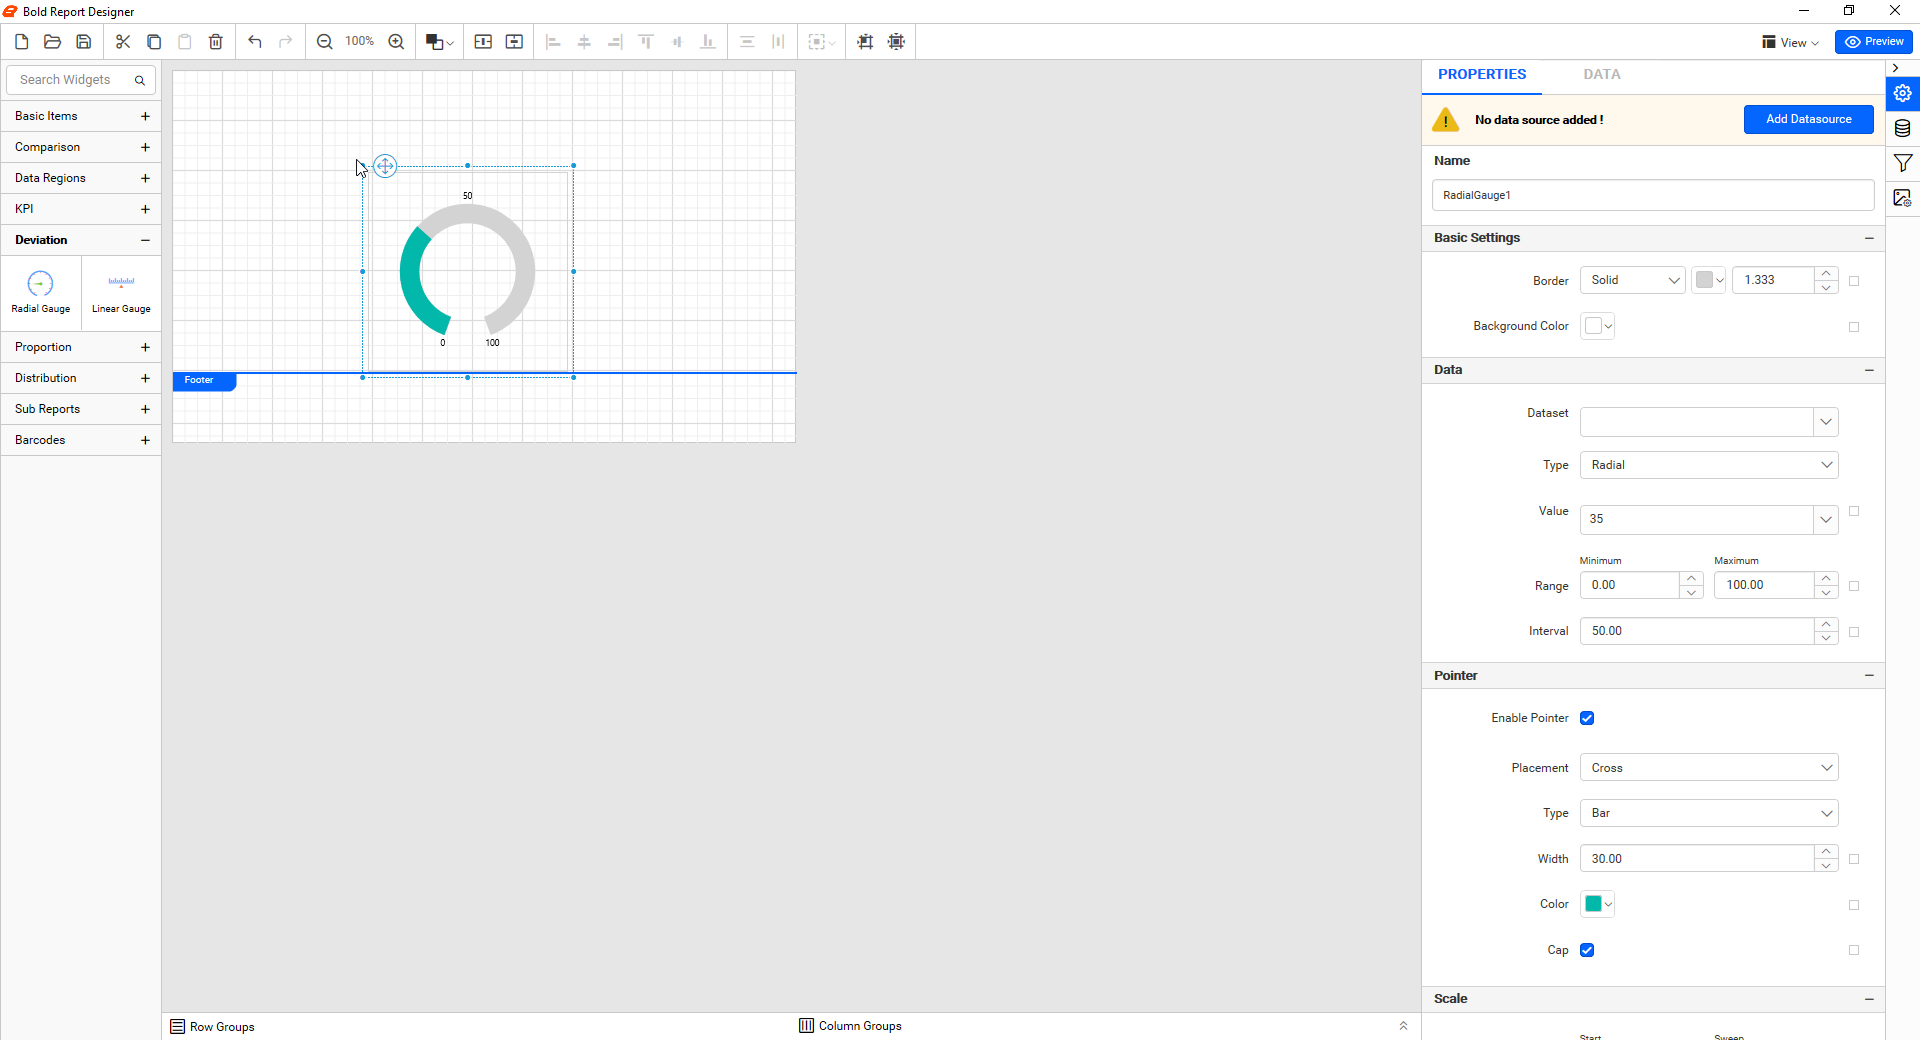 Bold Report Designer
100%
View
Preview
Search Widgets
Basic Items
Comparison
Data Regions
KPI
Deviation
Radial Gauge
Linear Gauge
Proportion
Distribution
Sub Reports
Barcodes
50
0
100
Footer
Row Groups
Column Groups
PROPERTIES
DATA
No data source added !
Add Datasource
Name
RadialGauge1
Basic Settings
Border
Solid
1.333
Background Color
Data
Dataset
Type
Radial
Value
35
Minimum
Maximum
Range
0.00
100.00
Interval
50.00
Pointer
Enable Pointer
Placement
Cross
Type
Bar
Width
30.00
Color
Cap
Scale
Start
Sweep